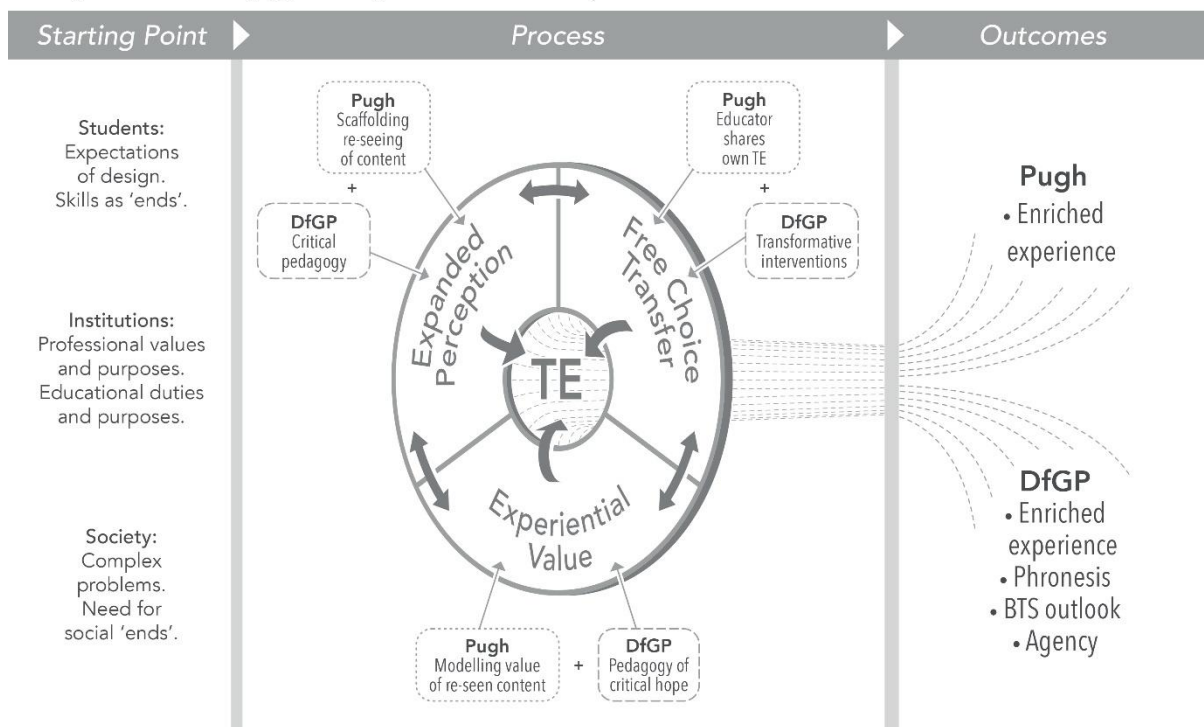 Starting Point
Process
Outcomes
Students:
Expectations
of design.
Skills as ‘ends’.
Institutions:
Professional values
and purposes.
Educational duties
and purposes.
Society:
Complex
problems.
Need for
social ‘ends’.
Pugh
Scaffolding
re-seeing
of content
+
DfGP
Critical
pedagogy
Pugh
Educator
shares
own TE
+
DfGP
Transformative
interventions
Expanded
Perception
Free Choice
Transfer
TE
Experiential
Value
Pugh
Modelling value
of re-seen content
+
DfGP
Pedagogy of
critical hope
Pugh
• Enriched
experience
DfGP
• Enriched
experience
• Phronesis
• BTS outlook
• Agency